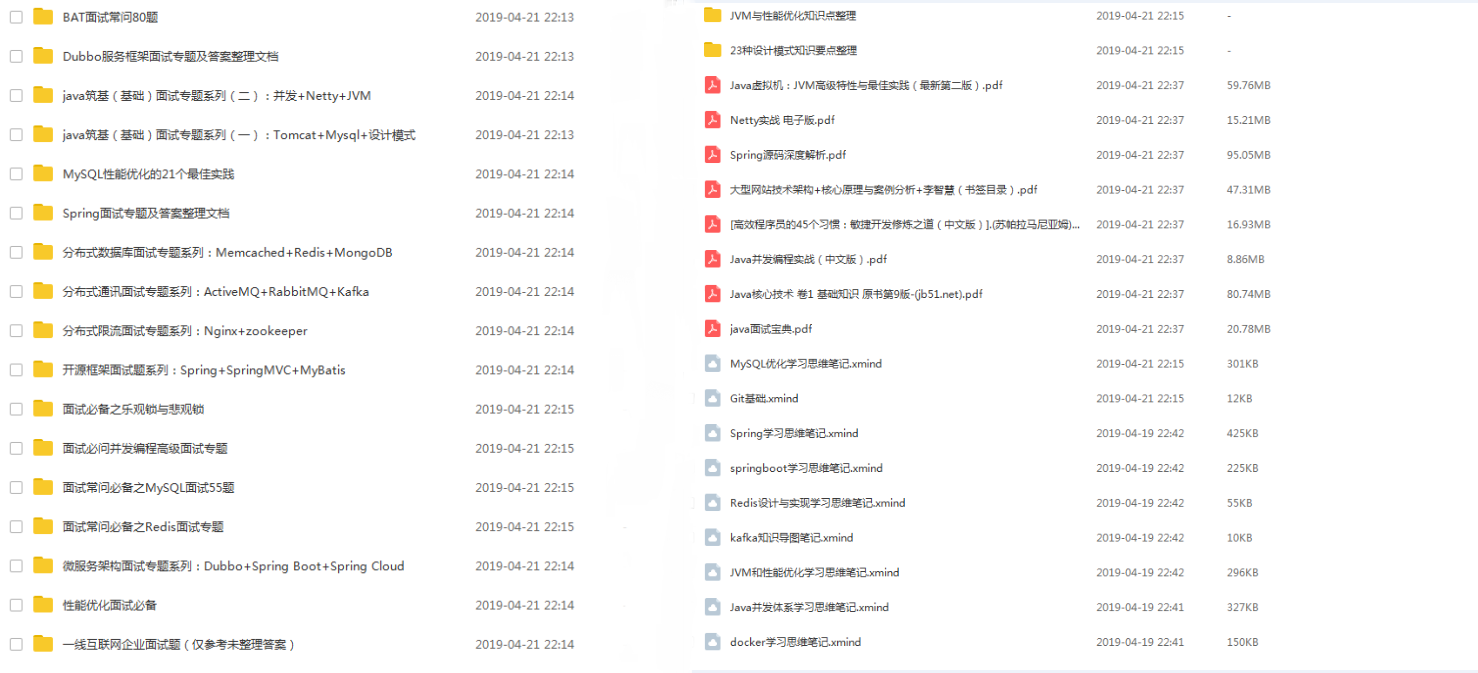 BAT面试常问80题 2019-04-21 22:13
Dubbo服务框架面试专题及答案整理文档 2019-04-21 22:13
java筑基（基础）面试专题系列（二）：并发+Netty+JVM 2019-04-21 22:14
java筑基（基础）面试专题系列（一）：Tomcat+Mysql+设计模式 2019-04-21 22:13
MySQL性能优化的21个最佳实践 2019-04-21 22:14
Spring面试专题及答案整理文档 2019-04-21 22:14
分布式数据库面试专题系列：Memcached+Redis+MongoDB 2019-04-21 22:14
分布式通讯面试专题系列：ActiveMQ+RabbitMQ+Kafka 2019-04-21 22:14
分布式限流面试专题系列：Nginx+zookeeper 2019-04-21 22:14
开源框架面试题系列：Spring+SpringMVC+MyBatis 2019-04-21 22:14
面试必备之乐观锁与悲观锁 2019-04-21 22:15
面试必问并发编程高级面试专题 2019-04-21 22:15
面试常问必备之MySQL面试55题 2019-04-21 22:15
面试常问必备之Redis面试专题 2019-04-21 22:15
微服务架构面试专题系列：Dubbo+Spring Boot+Spring Cloud 2019-04-21 22:14
性能优化面试必备 2019-04-21 22:14
一线互联网企业面试题（仅参考未整理答案） 2019-04-21 22:14
JVM与性能优化知识点整理 2019-04-21 22:15 -
23种设计模式知识要点整理 2019-04-21 22:15 -
Java虚拟机：JVM高级特性与最佳实践（最新第二版）.pdf 2019-04-21 22:37 59.76MB
Netty实战 电子版.pdf 2019-04-21 22:37 15.21MB
Spring源码深度解析.pdf 2019-04-21 22:37 95.05MB
大型网站技术架构+核心原理与案例分析+李智慧（书签目录）.pdf 2019-04-21 22:37 47.31MB
[高效程序员的45个习惯：敏捷开发修炼之道（中文版）].(苏帕拉马尼亚姆)... 2019-04-21 22:37 16.93MB
Java并发编程实战（中文版）.pdf 2019-04-21 22:37 8.86MB
Java核心技术 卷1 基础知识 原书第9版-(jb51.net).pdf 2019-04-21 22:37 80.74MB
java面试宝典.pdf 2019-04-21 22:37 20.78MB
MySQL优化学习思维笔记.xmind 2019-04-21 22:15 301KB
Git基础.xmind 2019-04-21 22:15 12KB
Spring学习思维笔记.xmind 2019-04-19 22:42 425KB
springboot学习思维笔记.xmind 2019-04-19 22:42 225KB
Redis设计与实现学习思维笔记.xmind 2019-04-19 22:42 55KB
kafka知识导图笔记.xmind 2019-04-19 22:42 10KB
JVM和性能优化学习思维笔记.xmind 2019-04-19 22:42 296KB
Java并发体系学习思维笔记.xmind 2019-04-19 22:41 327KB
docker学习思维笔记.xmind 2019-04-19 22:41 150KB